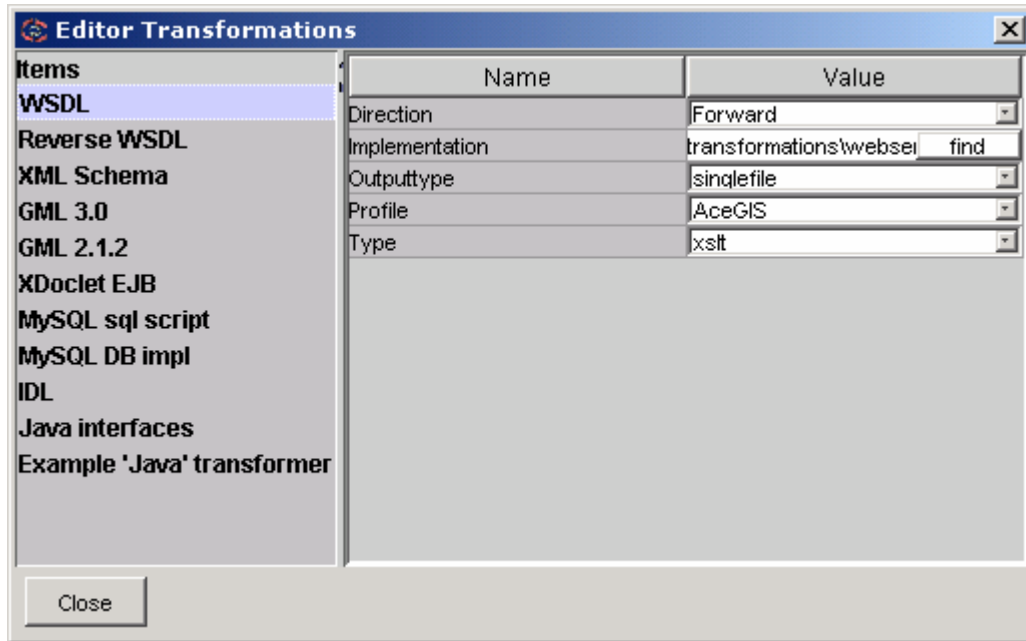 Editor Transformations
Items
WSDL
Reverse WSDL
XML Schema
GML 3.0
GML 2.1.2
XDoclet EJB
MySQL sql script
MySQL DB impl
IDL
Java interfaces
Example 'Java' transformer
Name Value
Direction Forward
Implementation transformations\webser find
Outputtype singlefile
Profile AceGIS
Type xslt
Close